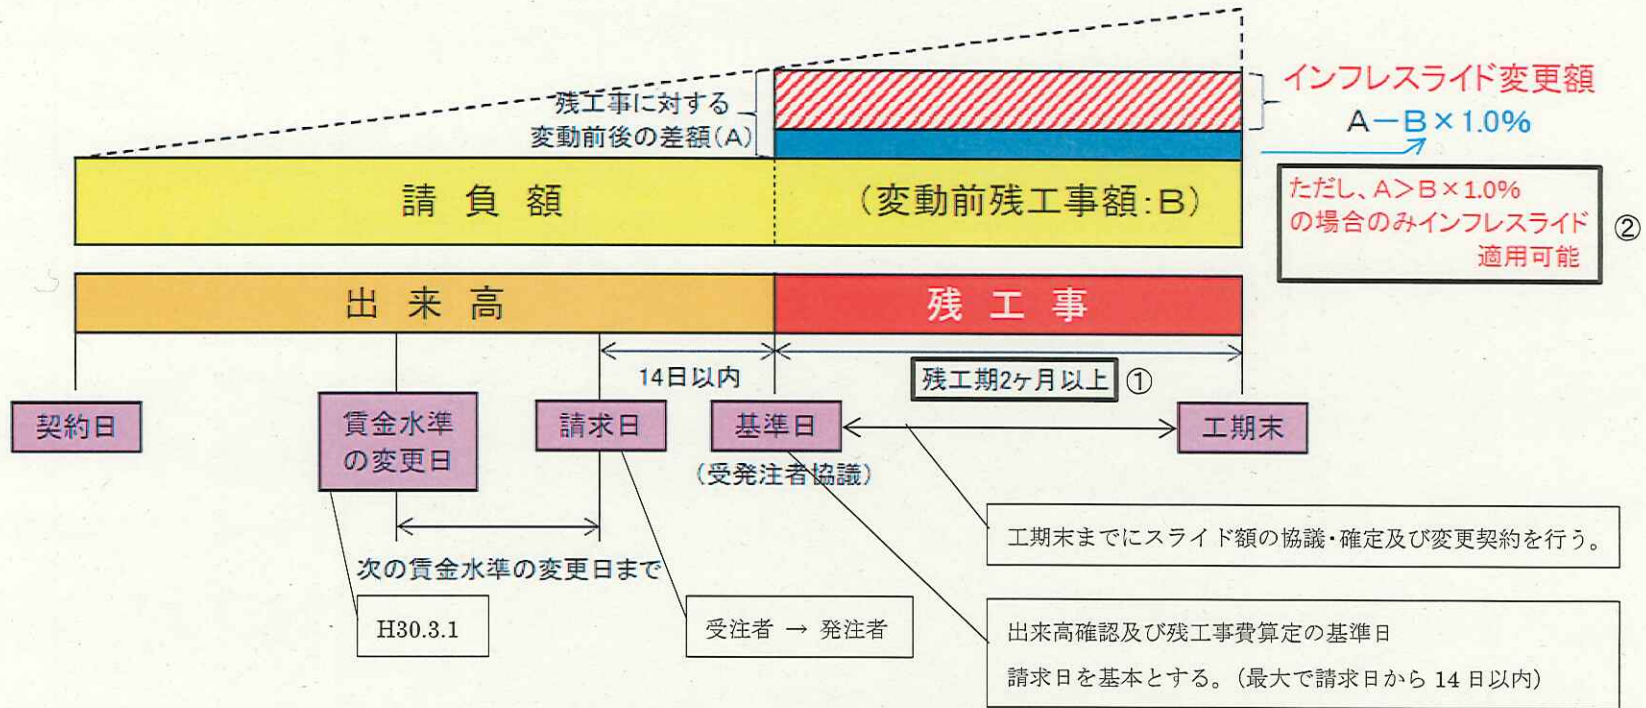 残工事に対する
変動前後の差額(A)
インフレスライド変更額
A－B×1.0%
請負額
(変動前残工事額:B)
ただし、A>B×1.0%
の場合のみインフレスライド
適用可能
②
出来高
残工事
14日以内
残工期2ヶ月以上
①
契約日
賃金水準
の変更日
請求日
基準日
工期末
(受発注者協議)
次の賃金水準の変更日まで
工期末までにスライド額の協議・確定及び変更契約を行う。
H30.3.1
受注者 → 発注者
出来高確認及び残工事費算定の基準日
請求日を基本とする。(最大で請求日から 14 日以内)